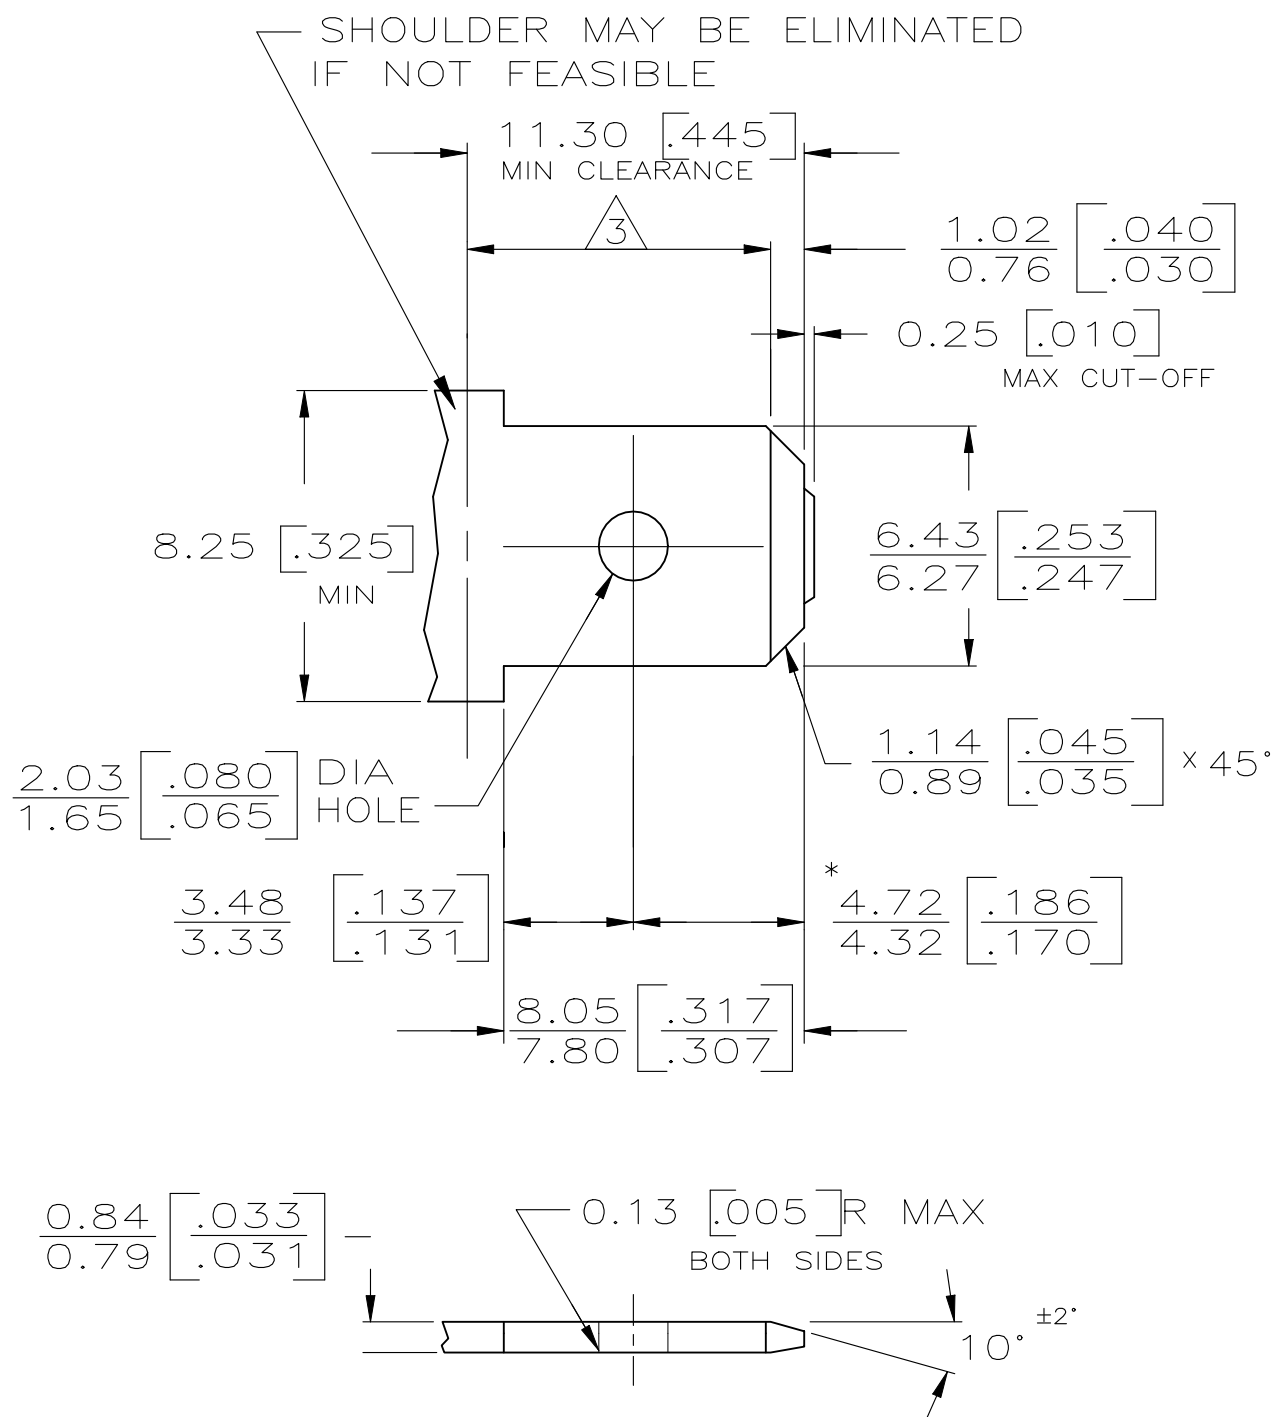 SHOULDER MAY BE ELIMINATED
IF NOT FEASIBLE
11.30 [.445]
MIN CLEARANCE
3
1.02 [.040
0.76 .030]
0.25 [.010]
MAX CUT-OFF
8.25 [.325]
MIN
6.43 [.253
6.27 .247]
2.03 [.080
1.65 .065]
DIA
HOLE
1.14 [.045
0.89 .035] x 45°
3.48 [.137
3.33 .131]
*
4.72 [.186
4.32 .170]
8.05 [.317
7.80 .307]
0.84 [.033
0.79 .031]
0.13 [.005] R MAX
BOTH SIDES
10° ±2°